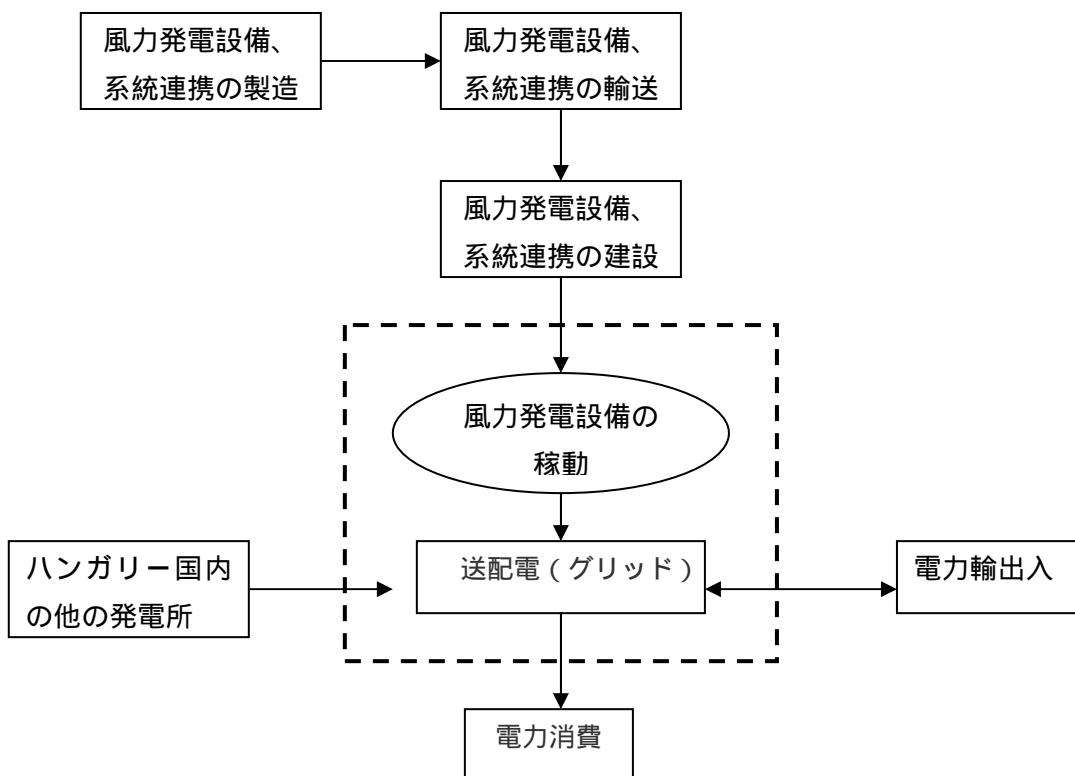 風力発電設備、
系統連携の製造
風力発電設備、
系統連携の輸送
風力発電設備、
系統連携の建設
風力発電設備の
稼動
ハンガリー国内
の他の発電所
送配電（グリッド）
電力輸出入
電力消費